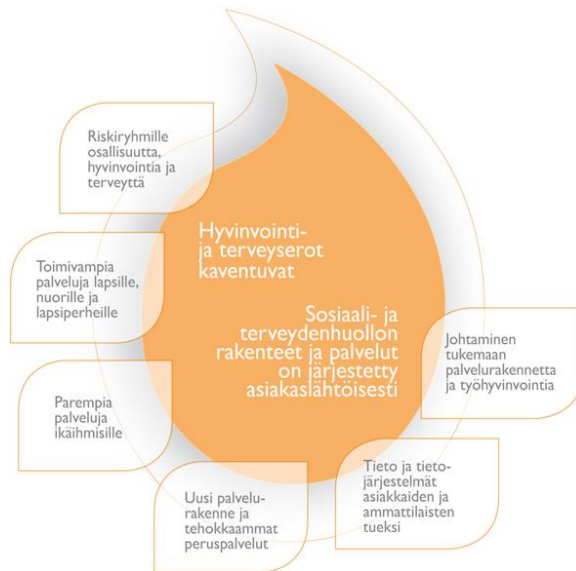 Riskiryhmille
osallisuutta,
hyvinvointia ja
terveyttä
Hyvinvointi-
ja terveyserot
kaventuvat
Toimivampia
palveluja lapsille,
nuorille ja
lapsiperheille
Sosiaali- ja
terveydenhuollon
rakenteet ja palvelut
on järjestetty
asiakaslähtöisesti
Johtaminen
tukemaan
palvelurakennetta
ja työhyvinvointia
Parempia
palveluja
ikäihmisille
Tieto ja tieto-
järjestelmät
asiakkaiden ja
ammattilaisten
tueksi
Uusi palvelu-
rakenne ja
tehokkaammat
peruspalvelut